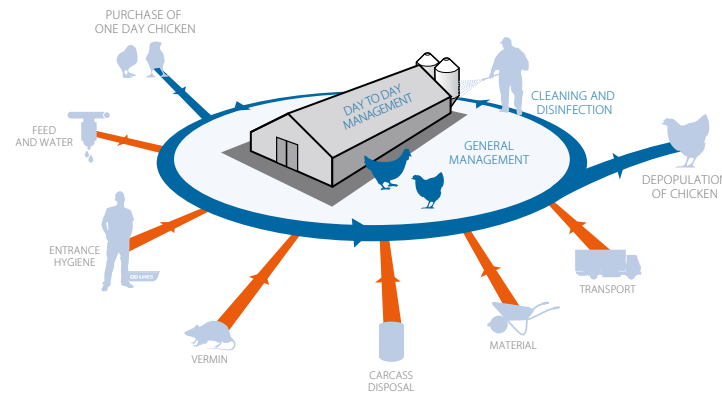 PURCHASE OF
ONE DAY CHICKEN
DAY TO DAY
MANAGEMENT
CLEANING AND
DISINFECTION
GENERAL
MANAGEMENT
FEED
AND WATER
DEPOPULATION
OF CHICKEN
ENTRANCE
HYGIENE
TRANSPORT
VERMIN
MATERIAL
CARCASS
DISPOSAL